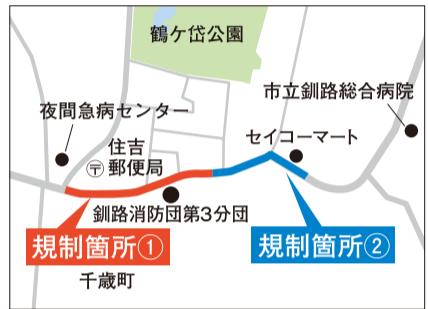 鶴ケ岱公園
市立釧路総合病院
夜間急病センター
セイコーマート
住吉
〒郵便局
釧路消防団第3分団
規制箇所①
規制箇所②
千歳町